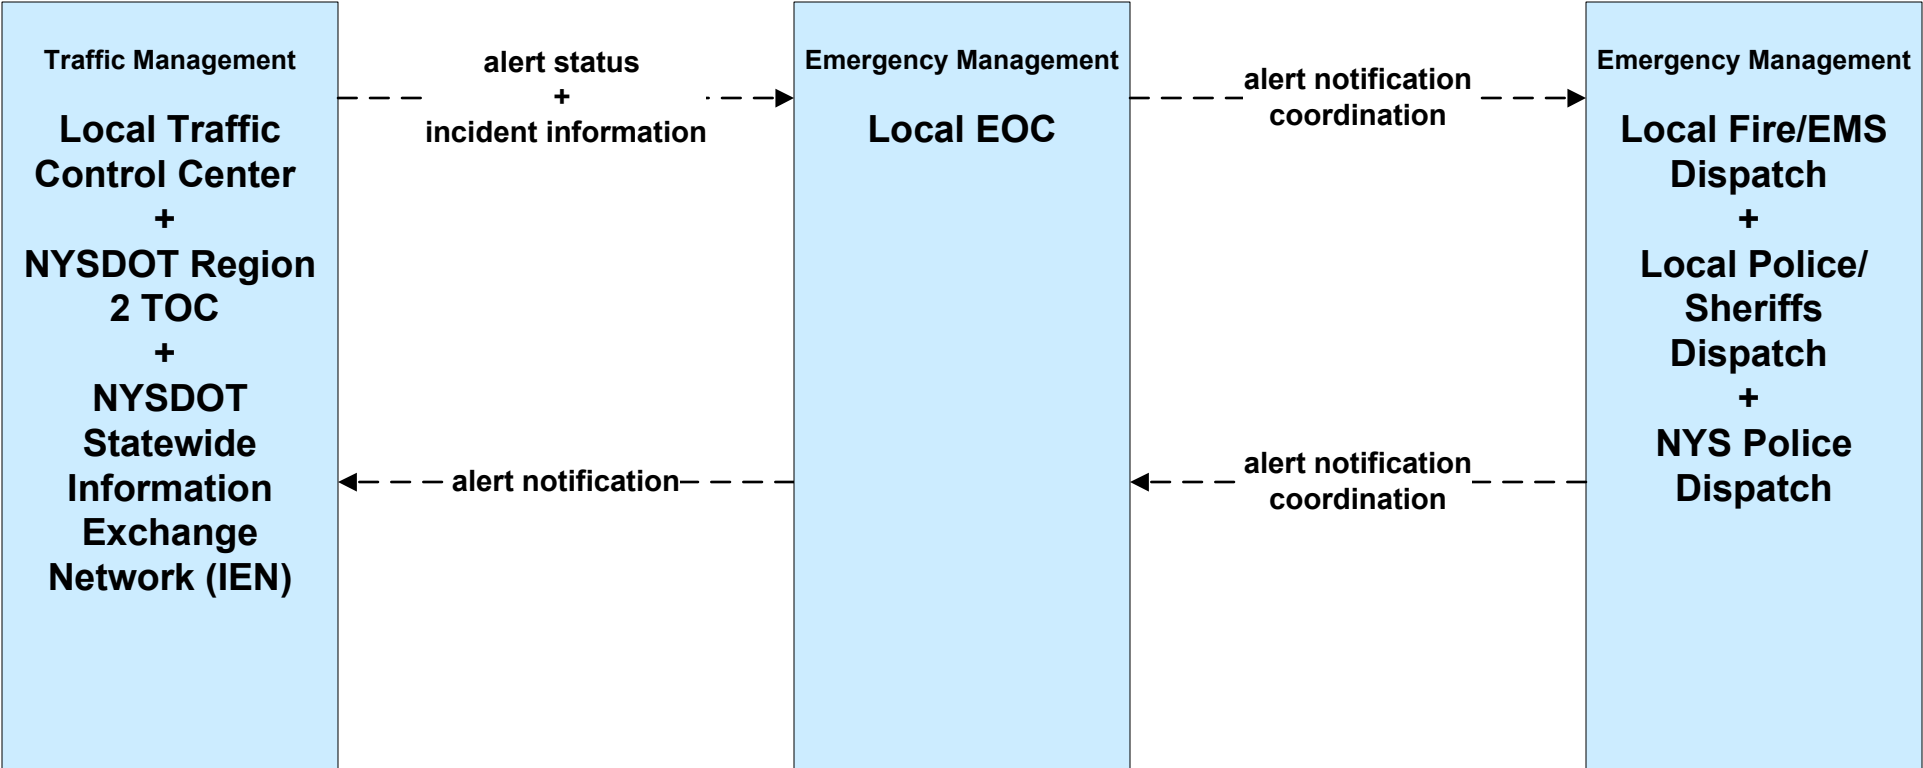 Traffic Management
Local Traffic
Control Center
+
NYSDOT Region
2 TOC
+
NYSDOT
Statewide
Information
Exchange
Network (IEN)
alert status
+
incident information
alert notification
Emergency Management
Local EOC
alert notification
coordination
alert notification
coordination
Emergency Management
Local Fire/EMS
Dispatch
+
Local Police/
Sheriffs
Dispatch
+
NYS Police
Dispatch